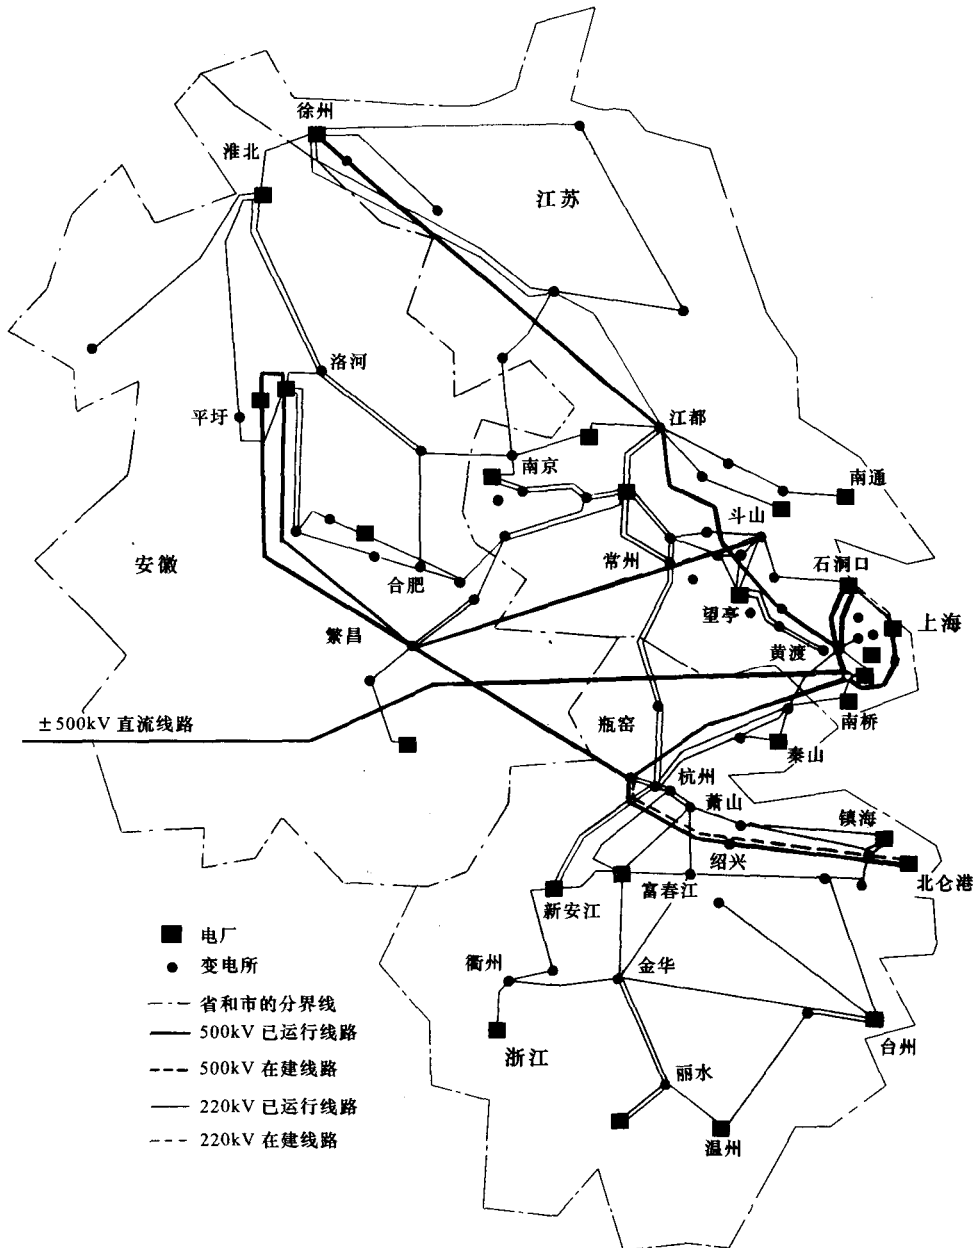 徐州
淮北
江苏
洛河
平圩
江都
南京
南通
斗山
常州
石洞口
安徽
合肥
望亭
上海
繁昌
黄渡
±500kV 直流线路
瓶窑
南桥
秦山
杭州
萧山
镇海
绍兴
北仑港
富春江
新安江
电厂
变电所
衢州
金华
省和市的分界线
500kV 已运行线路
台州
浙江
500kV 在建线路
丽水
220kV 已运行线路
220kV 在建线路
温州